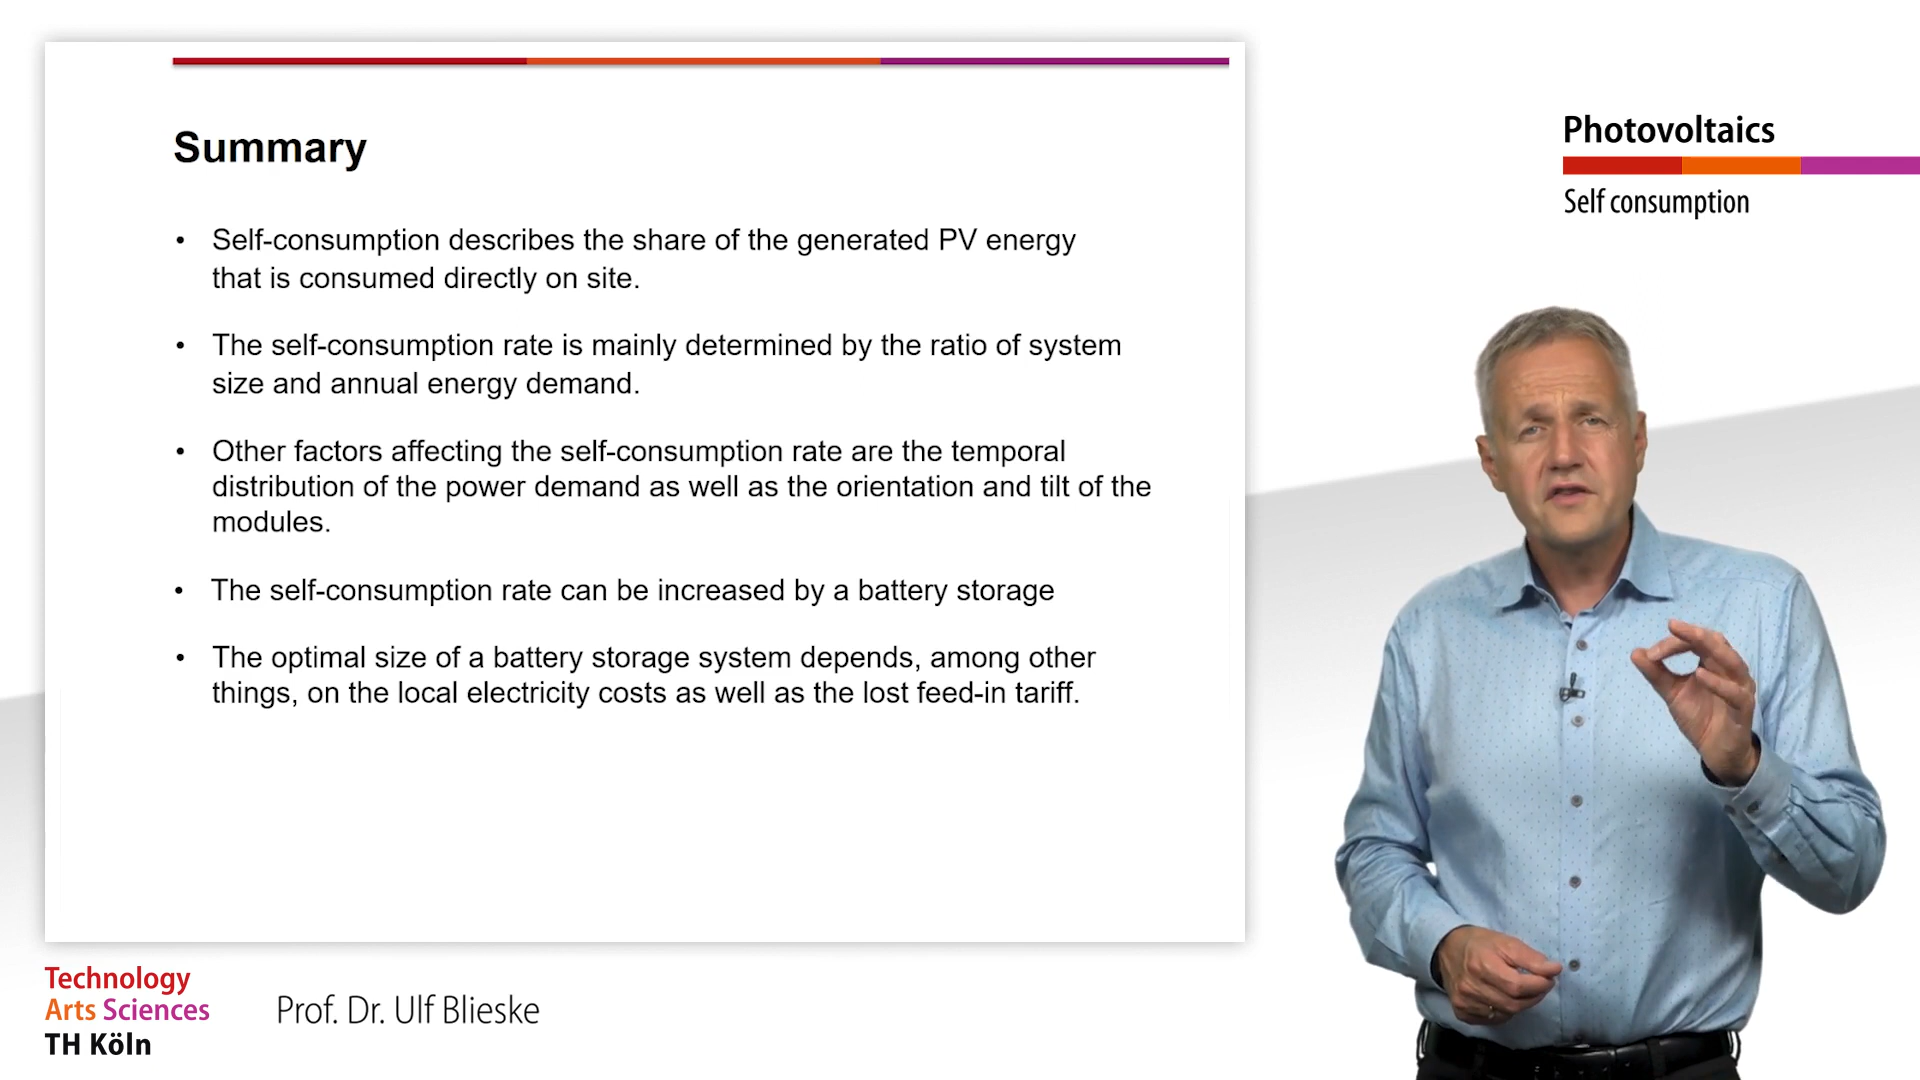 Summary
• Self-consumption describes the share of the generated PV energy
that is consumed directly on site.
• The self-consumption rate is mainly determined by the ratio of system
size and annual energy demand.
• Other factors affecting the self-consumption rate are the temporal
distribution of the power demand as well as the orientation and tilt of the
modules.
• The self-consumption rate can be increased by a battery storage
• The optimal size of a battery storage system depends, among other
things, on the local electricity costs as well as the lost feed-in tariff.
Photovoltaics
Self consumption
Technology
Arts Sciences
TH Köln
Prof. Dr. Ulf Blieske